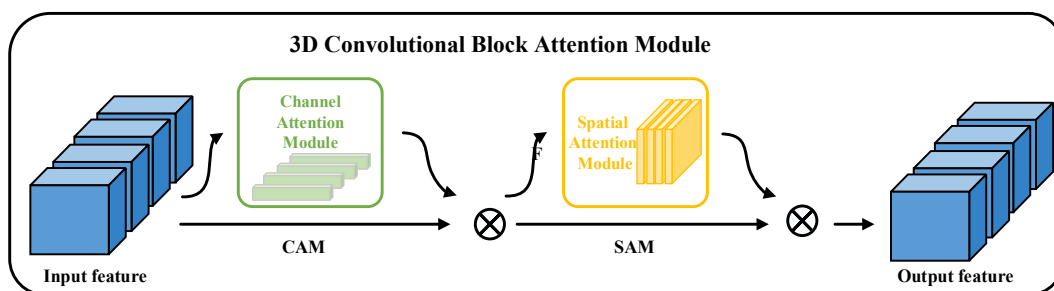 3D Convolutional Block Attention Module
Channel
Attention
Module
F
Spatial
Attention
Module
CAM
SAM
Input feature
Output feature